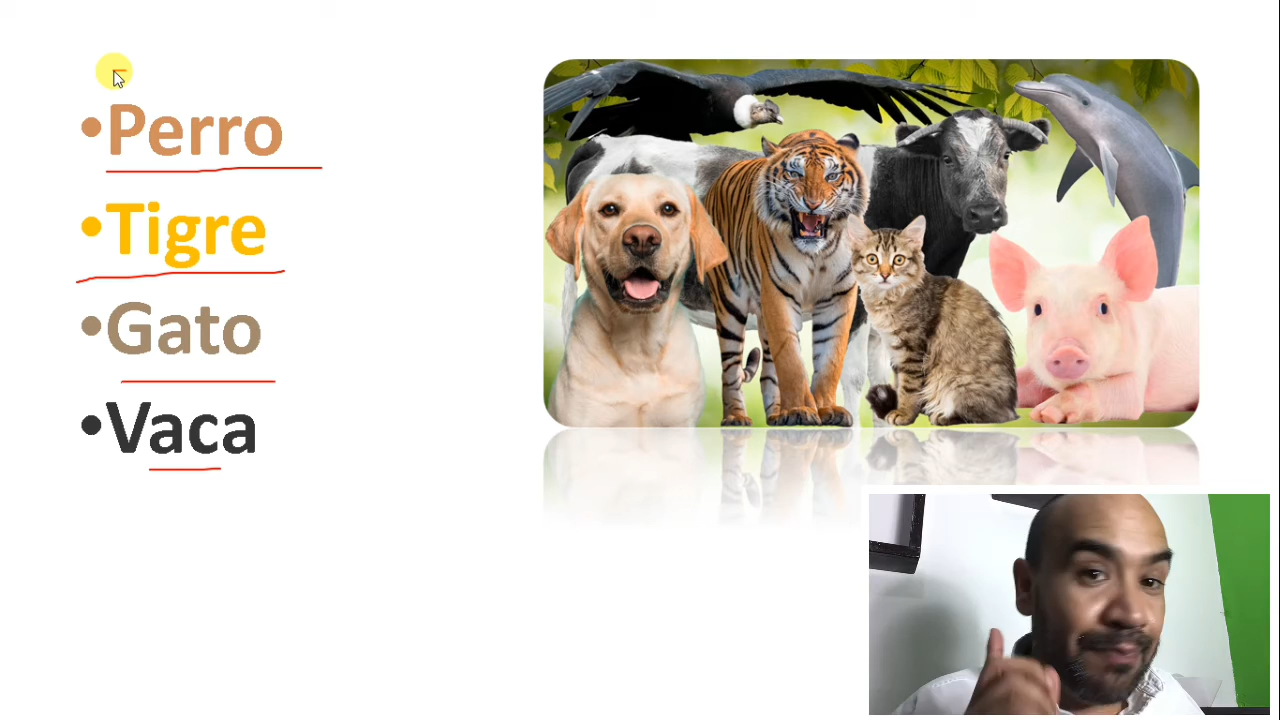 •Perro
•Tigre
•Gato
•Vaca